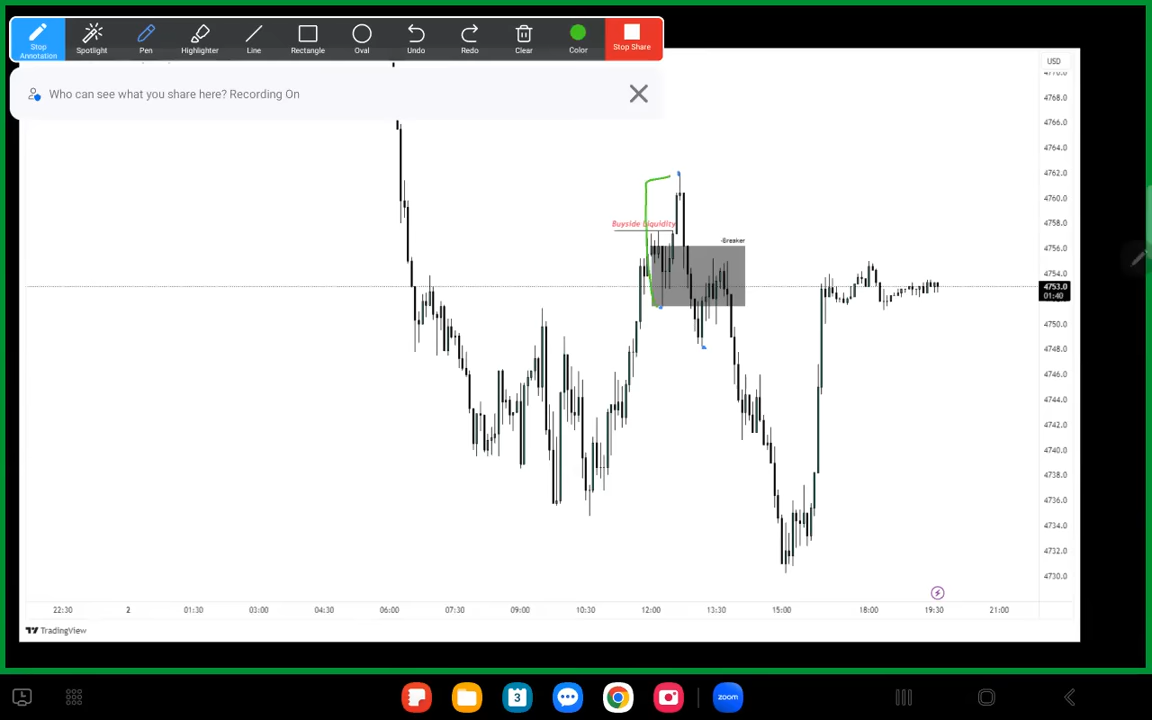 Stop Annotation
Spotlight
Pen
Highlighter
Line
Rectangle
Oval
Undo
Redo
Clear
Color
Stop Share
Who can see what you share here? Recording On
USD
4770.0
4768.0
4766.0
4764.0
4762.0
4760.0
4758.0
4756.0
4754.0
4753.0
01:40
4750.0
4748.0
4746.0
4744.0
4742.0
4740.0
4738.0
4736.0
4734.0
4732.0
4730.0
Buyside Liquidity
-Breaker
22:30 2 01:30 03:00 04:30 06:00 07:30 09:00 10:30 12:00 13:30 15:00 18:00 19:30 21:00
TradingView
3
zoom